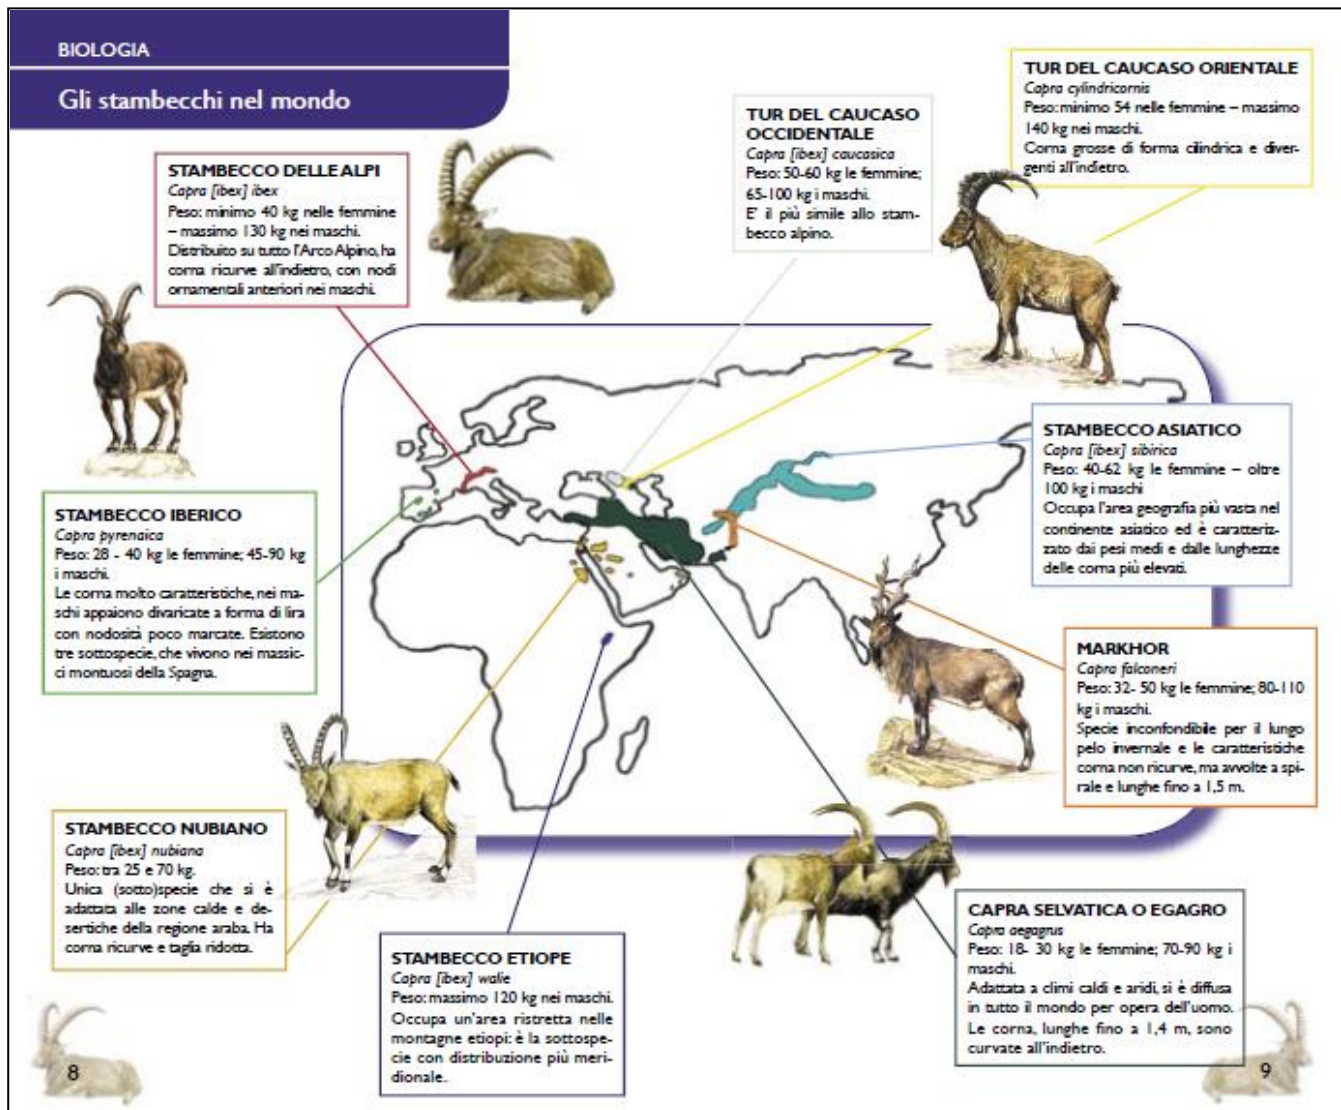 BIOLOGIA
Gli stambecchi nel mondo
STAMBECCO DELLE ALPI
Capra [ibex] ibex
Peso: minimo 40 kg nelle femmine
– massimo 130 kg nei maschi.
Distribuito su tutto l'Arco Alpino, ha
corna ricurve all'indietro, con nodi
ornamentali anteriori nei maschi.
TUR DEL CAUCASO
OCCIDENTALE
Capra [ibex] caucasica
Peso: 50-60 kg le femmine;
65-100 kg i maschi.
E' il più simile allo stam-
becco alpino.
TUR DEL CAUCASO ORIENTALE
Capra cylindricornis
Peso: minimo 54 nelle femmine – massimo
140 kg nei maschi.
Corna grosse di forma cilindrica e diver-
genti all'indietro.
STAMBECCO IBERICO
Capra pyrenaica
Peso: 28 - 40 kg le femmine; 45-90 kg
i maschi.
Le corna molto caratteristiche, nei ma-
schi appaiono divaricate a forma di lira
con nodosità poco marcate. Esistono
tre sottospecie, che vivono nei massic-
ci montuosi della Spagna.
STAMBECCO ASIATICO
Capra [ibex] sibirica
Peso: 40-62 kg le femmine – oltre
100 kg i maschi
Occupa l'area geografia più vasta nel
continente asiatico ed è caratteriz-
zato dai pesi medi e dalle lunghezze
delle corna più elevati.
MARKHOR
Capra falconeri
Peso: 32- 50 kg le femmine; 80-110
kg i maschi.
Specie inconfondibile per il lungo
pelo invernale e le caratteristiche
corna non ricurve, ma avvolte a spi-
rale e lunghe fino a 1,5 m.
STAMBECCO NUBIANO
Capra [ibex] nubiana
Peso: tra 25 e 70 kg.
Unica (sotto)specie che si è
adattata alle zone calde e de-
sertiche della regione araba. Ha
corna ricurve e taglia ridotta.
STAMBECCO ETIOPE
Capra [ibex] walie
Peso: massimo 120 kg nei maschi.
Occupa un'area ristretta nelle
montagne etiopi: è la sottospe-
cie con distribuzione più meri-
dionale.
CAPRA SELVATICA O EGAGRO
Capra aegagrus
Peso: 18- 30 kg le femmine; 70-90 kg i
maschi.
Adattata a climi caldi e aridi, si è diffusa
in tutto il mondo per opera dell'uomo.
Le corna, lunghe fino a 1,4 m, sono
curvate all'indietro.
8
9